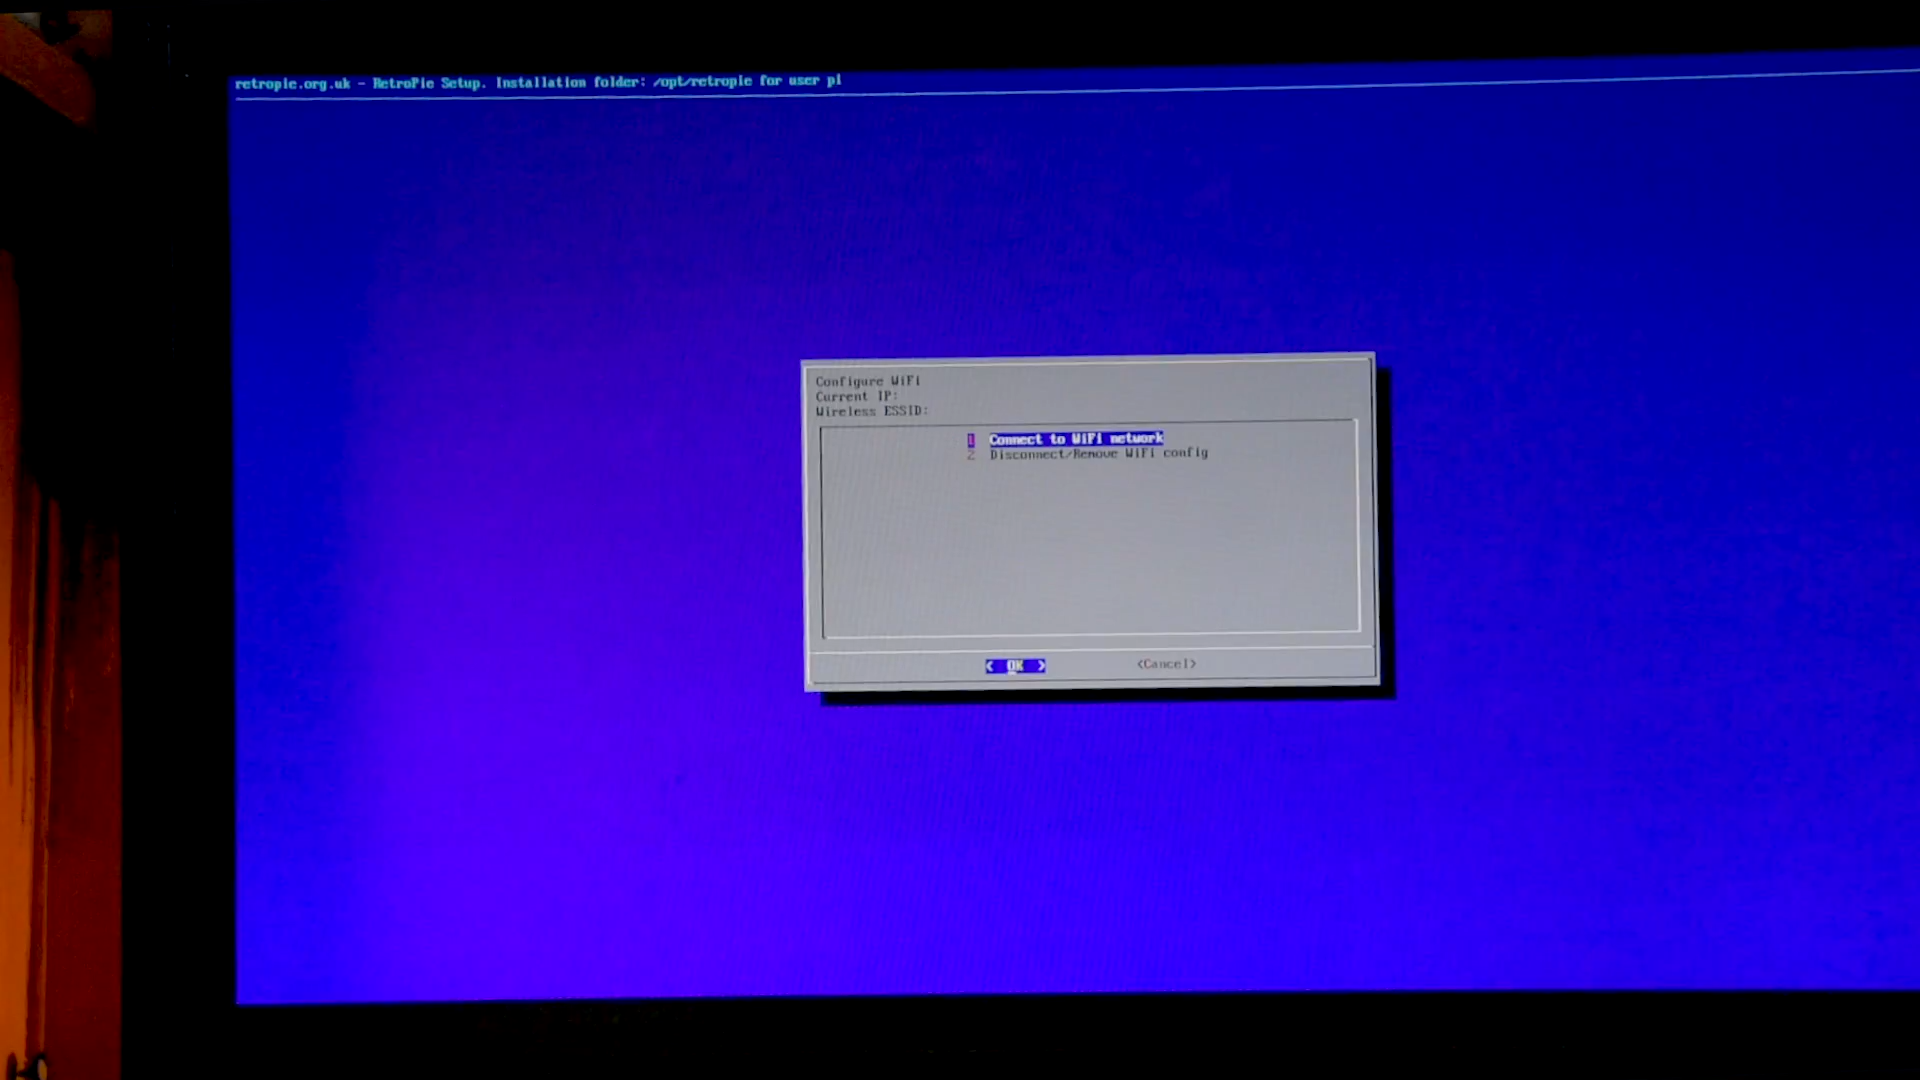 retropie.org.uk - RetroPie Setup. Installation folder: /opt/retropie for user pi
Configure WiFi
Current IP:
Wireless ESSID:
1 Connect to WiFi network
2 Disconnect/Remove WiFi config
< OK > <Cancel>